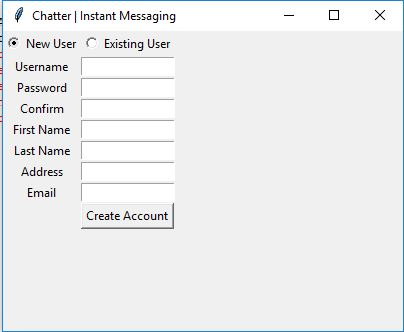 Chatter | Instant Messaging
New User Existing User
Username
Password
Confirm
First Name
Last Name
Address
Email
Create Account